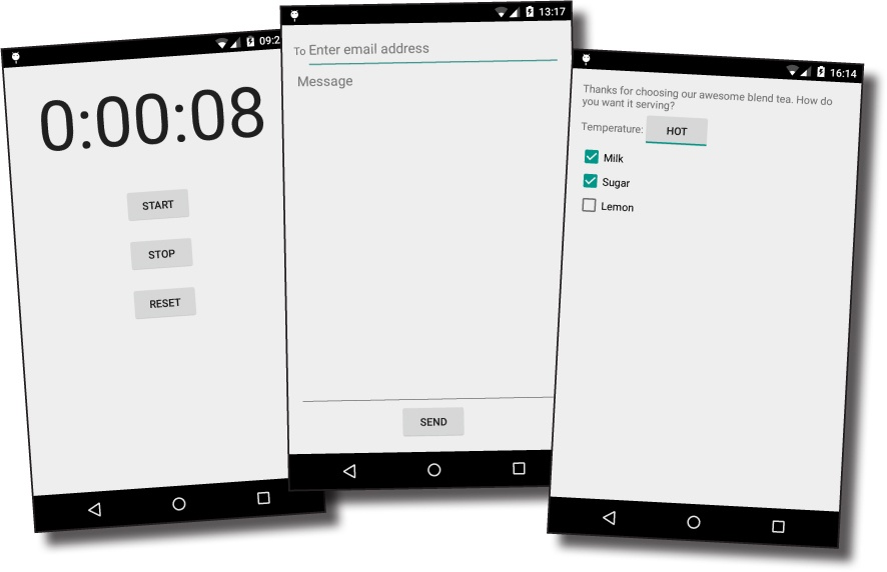 09:2
0:00:08
START
STOP
RESET
13:17
To Enter email address
Message
SEND
16:14
Thanks for choosing our awesome blend tea. How do
you want it serving?
Temperature: HOT
Milk
Sugar
Lemon